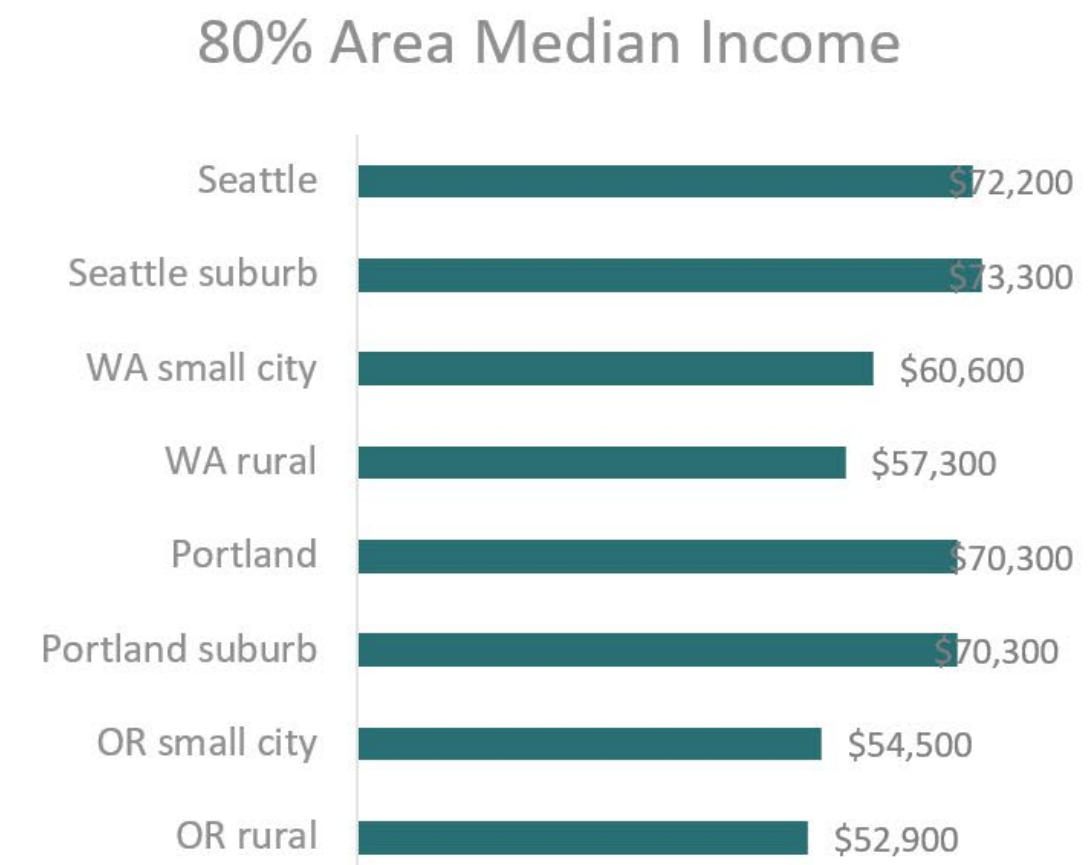 80% Area Median Income
Seattle $72,200
Seattle suburb $73,300
WA small city $60,600
WA rural $57,300
Portland $70,300
Portland suburb $70,300
OR small city $54,500
OR rural $52,900